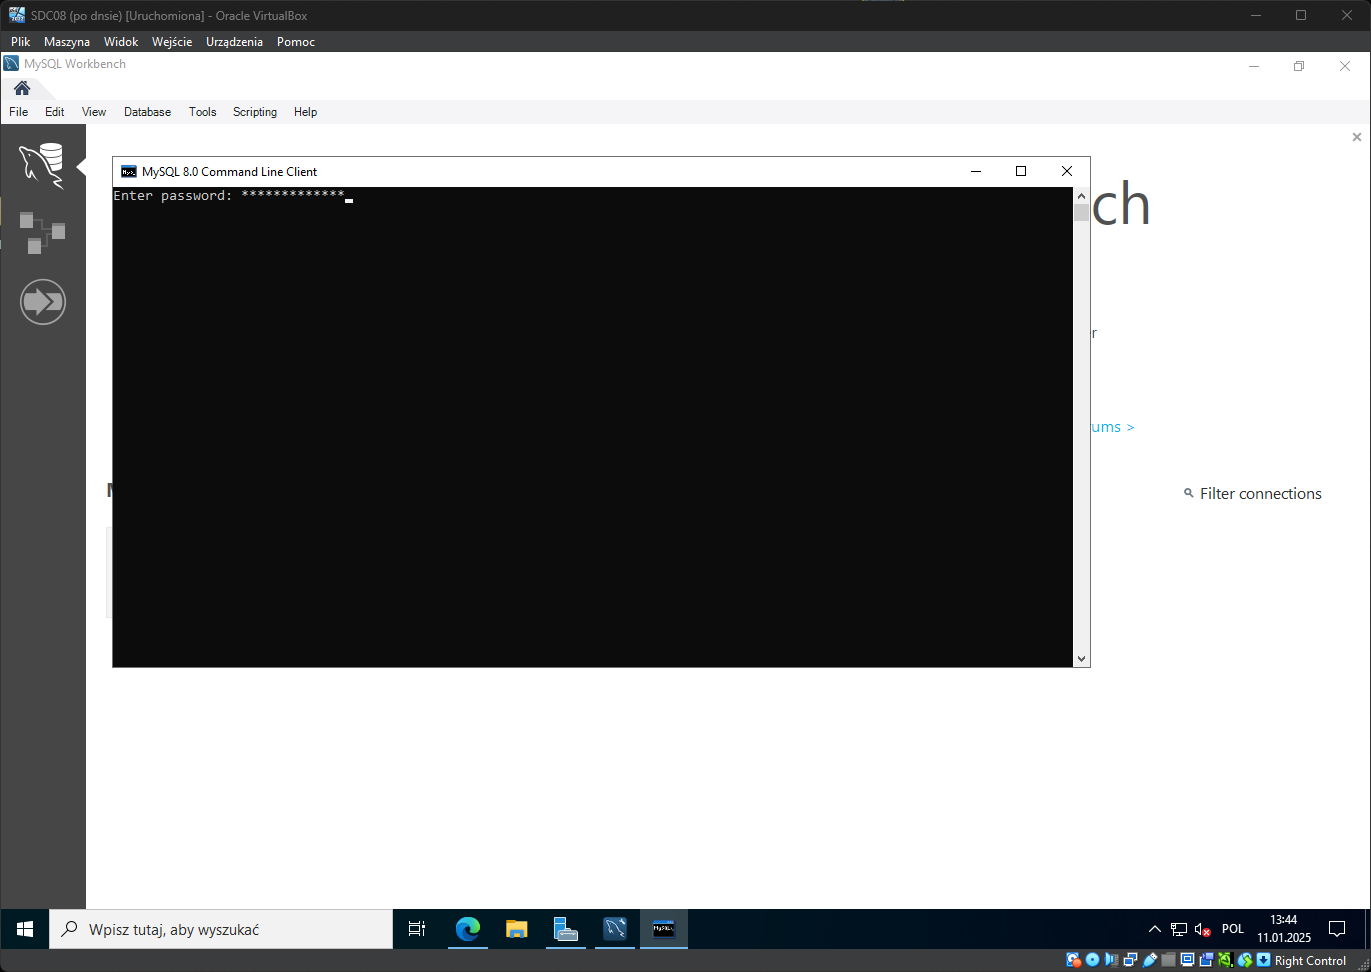 SDC08 (po dnsie) [Uruchomiona] - Oracle VirtualBox
Plik Maszyna Widok Wejście Urządzenia Pomoc
MySQL Workbench
File Edit View Database Tools Scripting Help
MySQL 8.0 Command Line Client
Enter password: *************
ch
r
ums >
Filter connections
Wpisz tutaj, aby wyszukać
POL
13:44
11.01.2025
Right Control